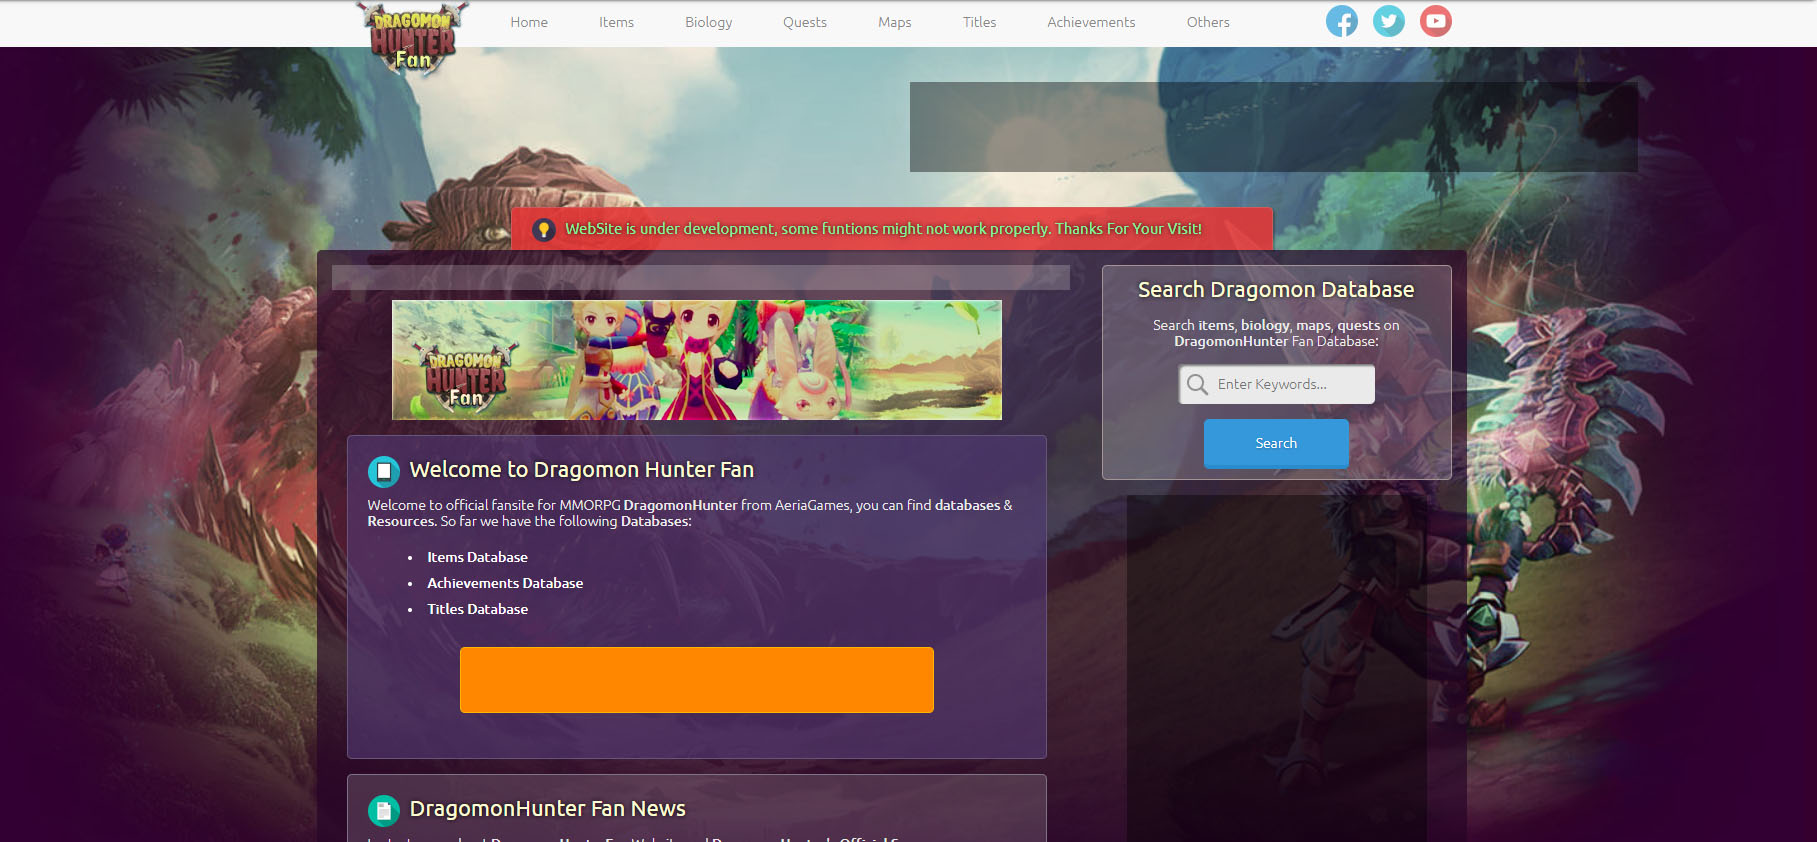 DRAGOMON
HUNTER
Fan
Home Items Biology Quests Maps Titles Achievements Others
WebSite is under development, some funtions might not work properly. Thanks For Your Visit!
DRAGOMON
HUNTER
Fan
Search Dragomon Database
Search items, biology, maps, quests on
DragomonHunter Fan Database:
Enter Keywords...
Search
Welcome to Dragomon Hunter Fan
Welcome to official fansite for MMORPG DragomonHunter from AeriaGames, you can find databases &
Resources. So far we have the following Databases:
• Items Database
• Achievements Database
• Titles Database
DragomonHunter Fan News